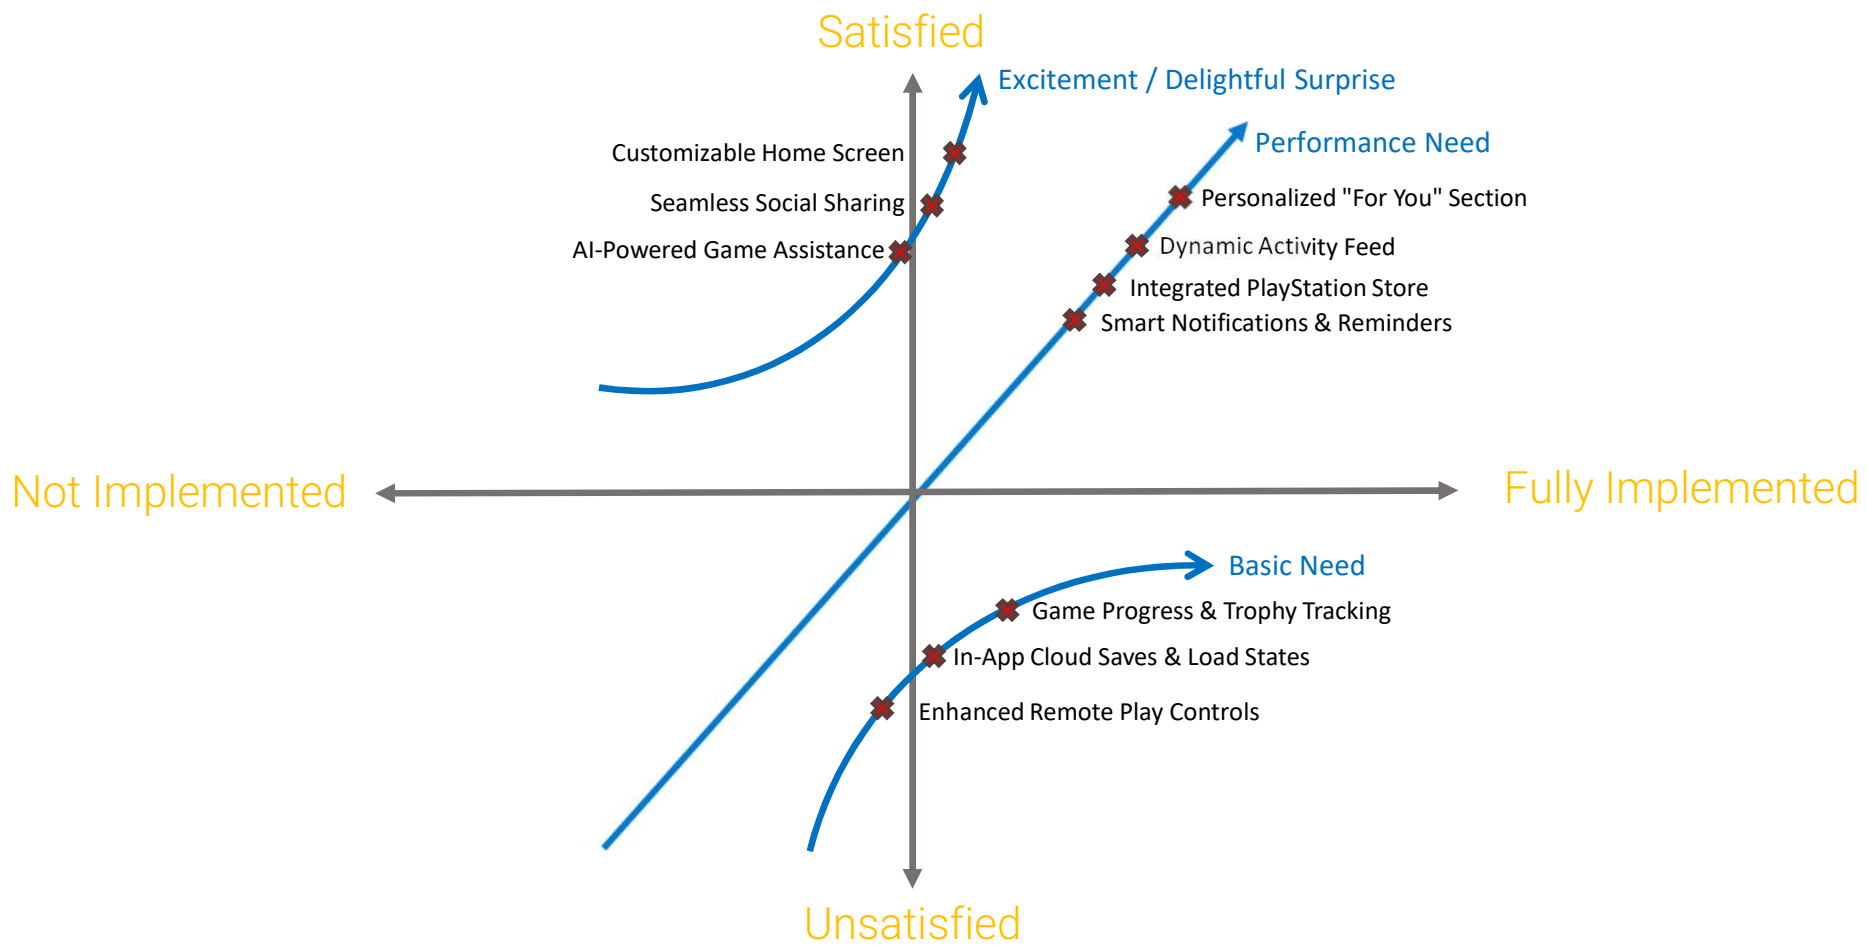 Satisfied
Excitement / Delightful Surprise
Performance Need
Customizable Home Screen
Personalized "For You" Section
Seamless Social Sharing
Dynamic Activity Feed
AI-Powered Game Assistance
Integrated PlayStation Store
Smart Notifications & Reminders
Not Implemented
Fully Implemented
Basic Need
Game Progress & Trophy Tracking
In-App Cloud Saves & Load States
Enhanced Remote Play Controls
Unsatisfied